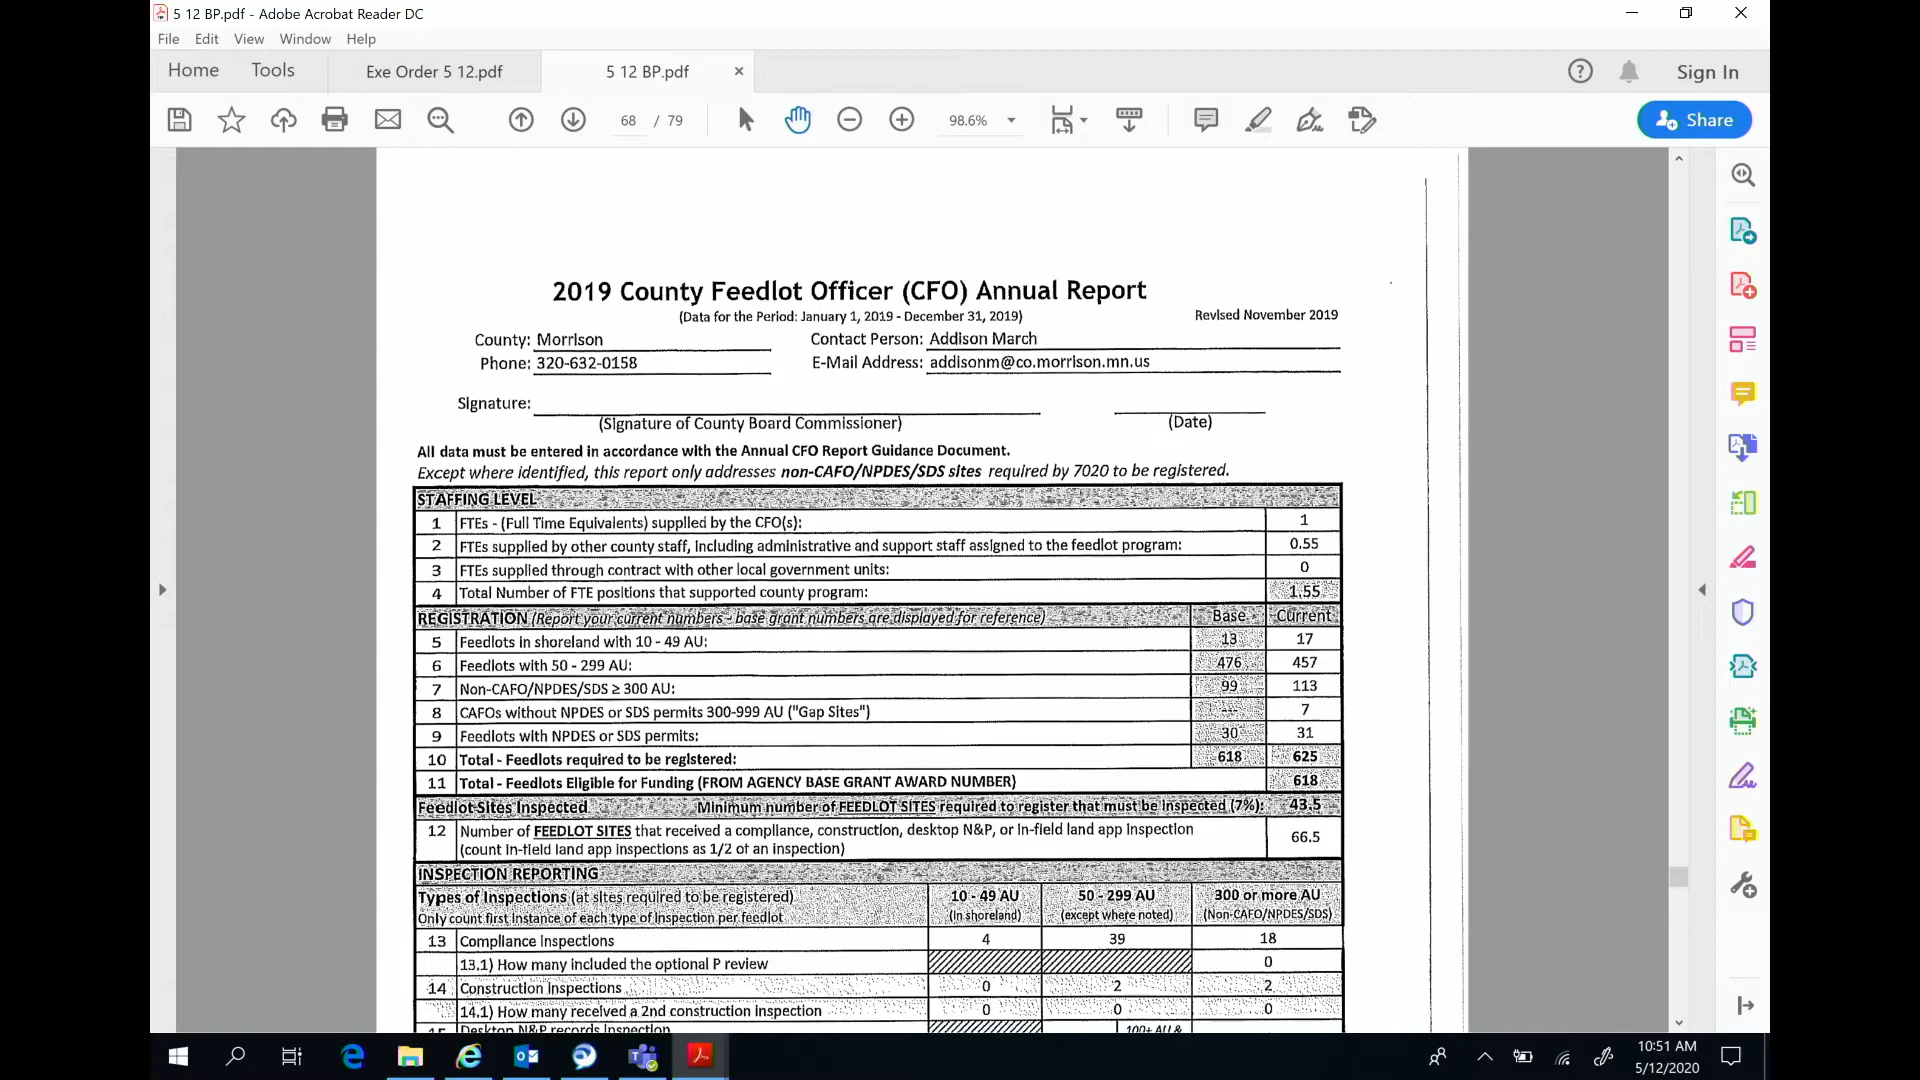 5 12 BP.pdf - Adobe Acrobat Reader DC
File Edit View Window Help
Home Tools Exe Order 5 12.pdf 5 12 BP.pdf × Sign In
68 / 79 98.6% Share
2019 County Feedlot Officer (CFO) Annual Report
(Data for the Period: January 1, 2019 - December 31, 2019) Revised November 2019
County: Morrison Contact Person: Addison March
Phone: 320-632-0158 E-Mail Address: addisonm@co.morrison.mn.us
Signature:
(Signature of County Board Commissioner) (Date)
All data must be entered in accordance with the Annual CFO Report Guidance Document.
Except where identified, this report only addresses non-CAFO/NPDES/SDS sites required by 7020 to be registered.
STAFFING LEVEL
1 FTEs - (Full Time Equivalents) supplied by the CFO(s): 1
2 FTEs supplied by other county staff, including administrative and support staff assigned to the feedlot program: 0.55
3 FTEs supplied through contract with other local government units: 0
4 Total Number of FTE positions that supported county program: 1.55
REGISTRATION (Report your current numbers - base grant numbers are displayed for reference) Base Current
5 Feedlots in shoreland with 10 - 49 AU: 13 17
6 Feedlots with 50 - 299 AU: 476 457
7 Non-CAFO/NPDES/SDS ≥ 300 AU: 99 113
8 CAFOs without NPDES or SDS permits 300-999 AU ("Gap Sites") --- 7
9 Feedlots with NPDES or SDS permits: 30 31
10 Total - Feedlots required to be registered: 618 625
11 Total - Feedlots Eligible for Funding (FROM AGENCY BASE GRANT AWARD NUMBER) 618
Feedlot Sites Inspected Minimum number of FEEDLOT SITES required to register that must be inspected (7%): 43.5
12 Number of FEEDLOT SITES that received a compliance, construction, desktop N&P, or in-field land app inspection 66.5
(count in-field land app inspections as 1/2 of an inspection)
INSPECTION REPORTING
Types of Inspections (at sites required to be registered) 10 - 49 AU 50 - 299 AU 300 or more AU
Only count first instance of each type of inspection per feedlot (in shoreland) (except where noted) (Non-CAFO/NPDES/SDS)
13 Compliance Inspections 4 39 18
13.1) How many included the optional P review 0
14 Construction Inspections 0 2 2
14.1) How many received a 2nd construction inspection 0 0 0
15 Desktop N&P records Inspection 100+ AU &
10:51 AM
5/12/2020